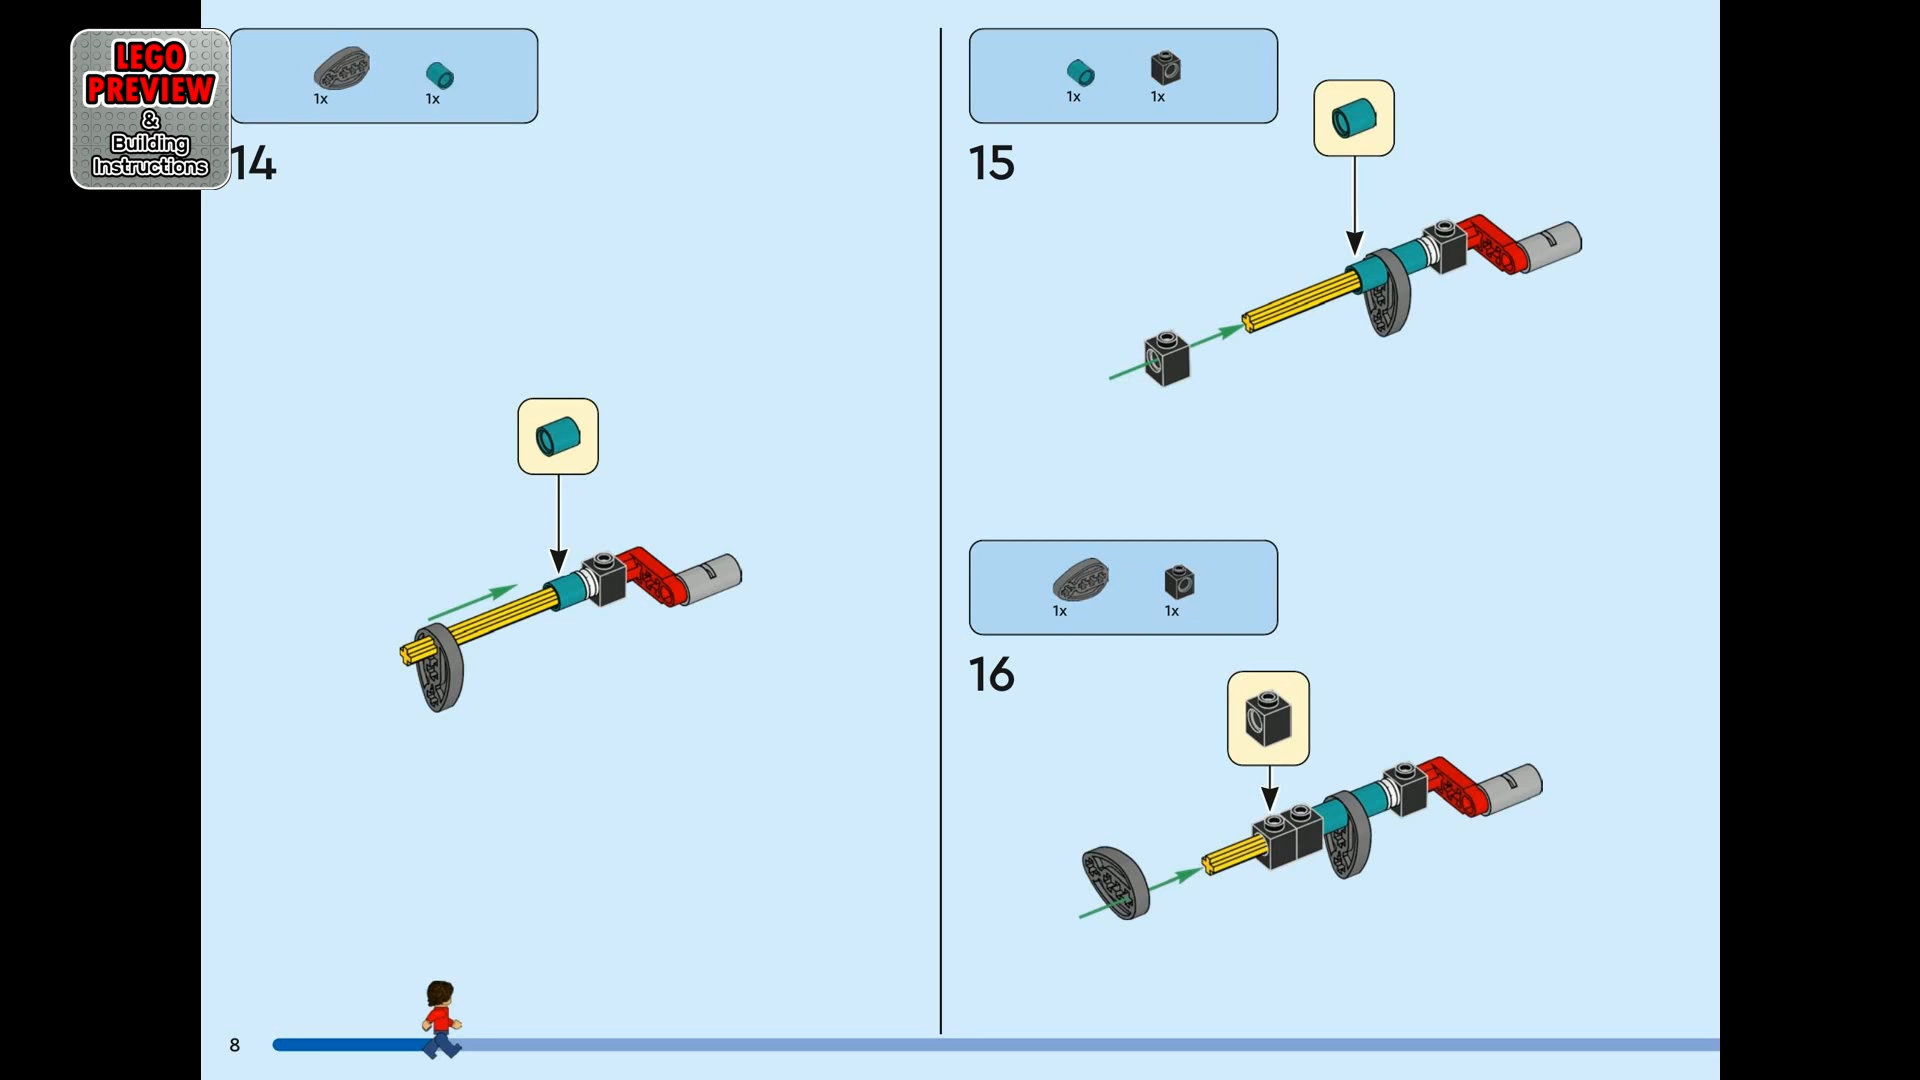 LEGO
PREVIEW
&
Building
Instructions
1x 1x
14
1x 1x
15
1x 1x
16
8